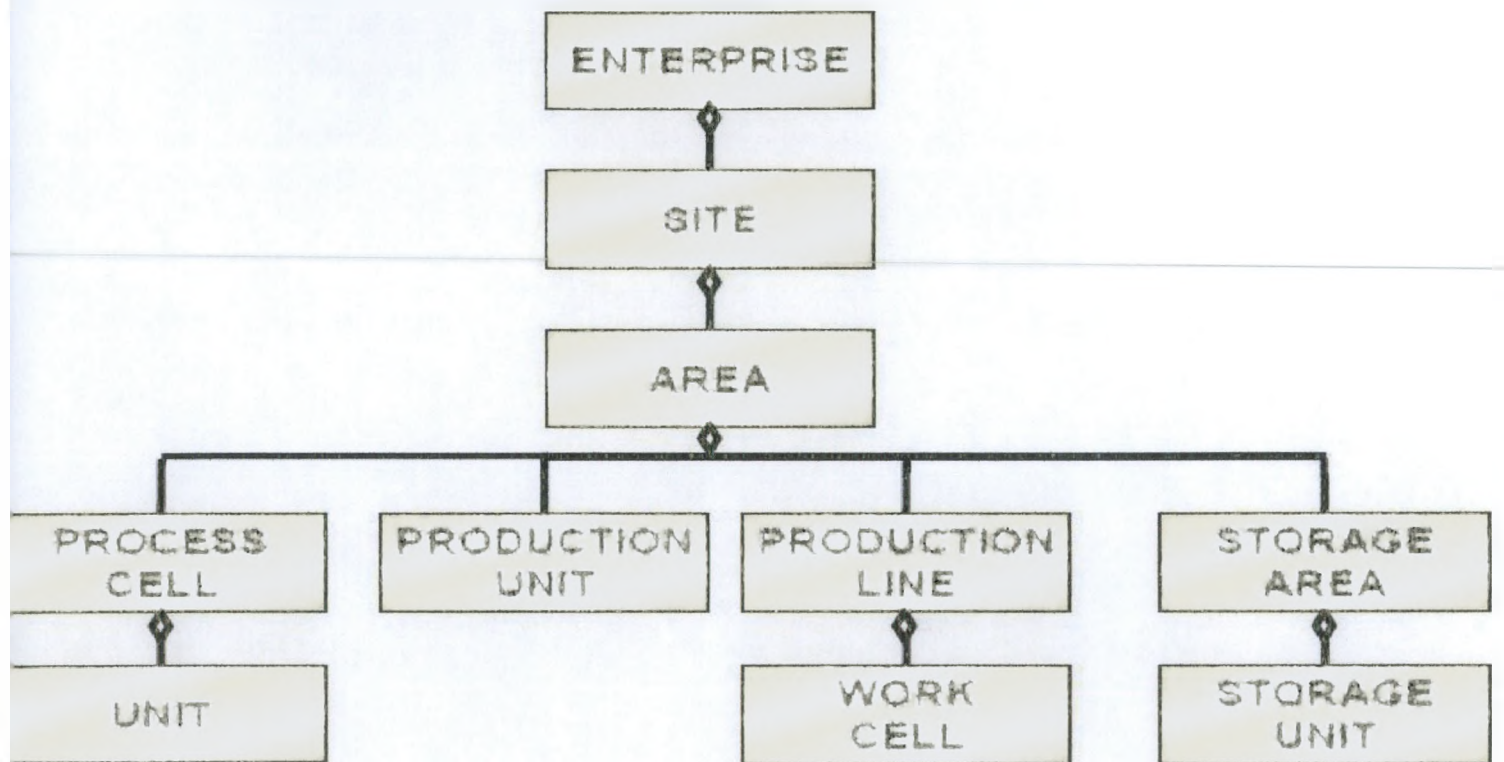 ENTERPRISE
SITE
AREA
PROCESS
CELL
PRODUCTION
UNIT
PRODUCTION
LINE
STORAGE
AREA
UNIT
WORK
CELL
STORAGE
UNIT